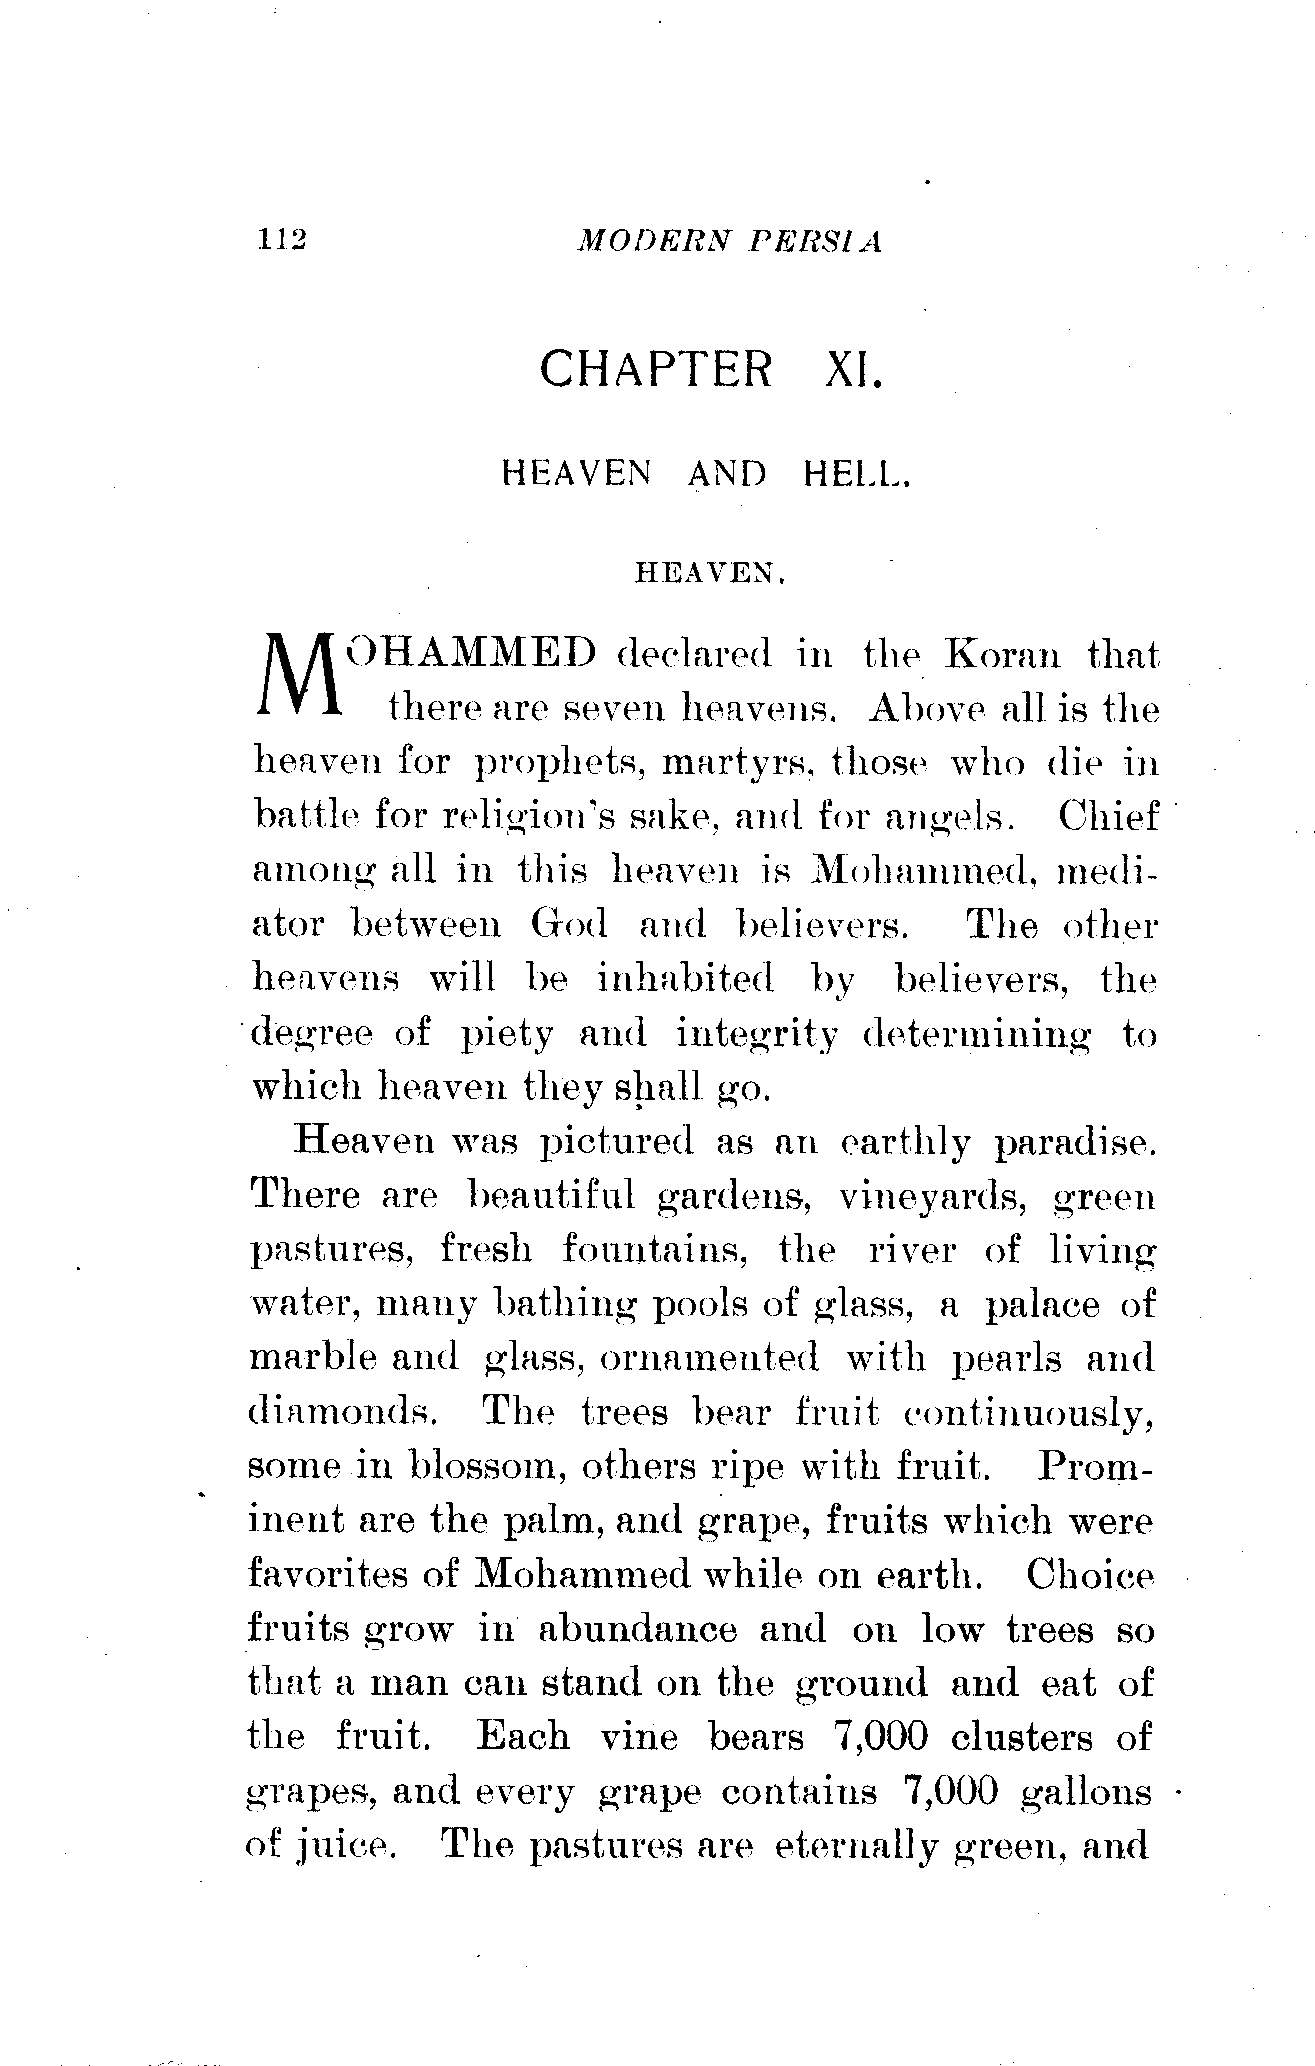 112 MODERN PERSIA
CHAPTER XI.
HEAVEN AND HELL.
HEAVEN.
MOHAMMED declared in the Koran that
there are seven heavens. Above all is the
heaven for prophets, martyrs, those who die in
battle for religion's sake, and for angels. Chief
among all in this heaven is Mohammed, medi-
ator between God and believers. The other
heavens will be inhabited by believers, the
degree of piety and integrity determining to
which heaven they shall go.
Heaven was pictured as an earthly paradise.
There are beautiful gardens, vineyards, green
pastures, fresh fountains, the river of living
water, many bathing pools of glass, a palace of
marble and glass, ornamented with pearls and
diamonds. The trees bear fruit continuously,
some in blossom, others ripe with fruit. Prom-
inent are the palm, and grape, fruits which were
favorites of Mohammed while on earth. Choice
fruits grow in abundance and on low trees so
that a man can stand on the ground and eat of
the fruit. Each vine bears 7,000 clusters of
grapes, and every grape contains 7,000 gallons
of juice. The pastures are eternally green, and